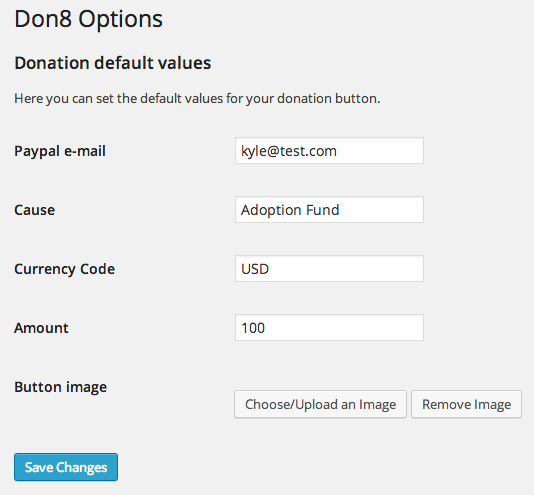 Don8 Options
Donation default values
Here you can set the default values for your donation button.
Paypal e-mail kyle@test.com
Cause Adoption Fund
Currency Code USD
Amount 100
Button image Choose/Upload an Image Remove Image
Save Changes